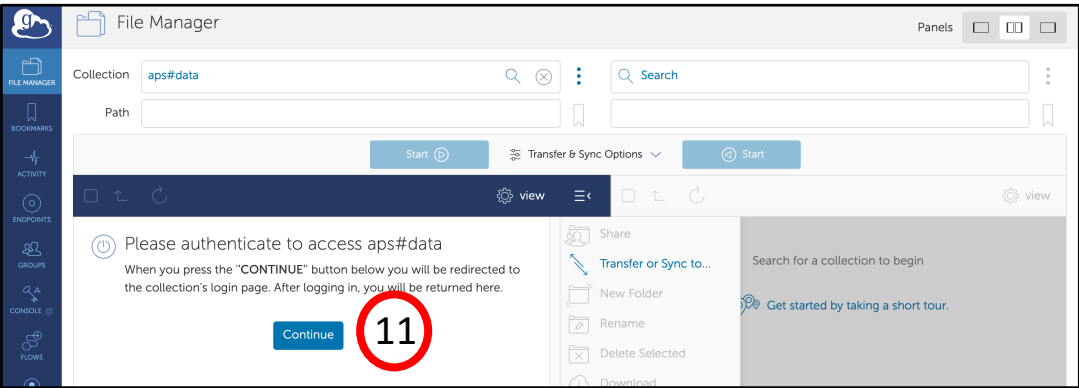 g
File Manager
Panels
FILE MANAGER
BOOKMARKS
ACTIVITY
ENDPOINTS
GROUPS
CONSOLE
FLOWS
Collection
aps#data
Search
Path
Start
Transfer & Sync Options
Start
view
view
Please authenticate to access aps#data
When you press the "CONTINUE" button below you will be redirected to
the collection's login page. After logging in, you will be returned here.
Continue
11
Share
Transfer or Sync to...
New Folder
Rename
Delete Selected
Download
Search for a collection to begin
Get started by taking a short tour.